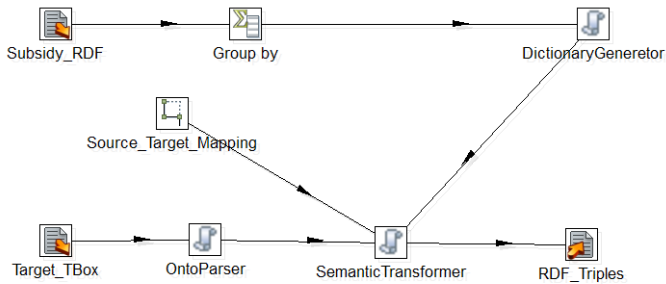 Subsidy_RDF
Group by
DictionaryGeneretor
Source_Target_Mapping
Target_TBox
OntoParser
SemanticTransformer
RDF_Triples